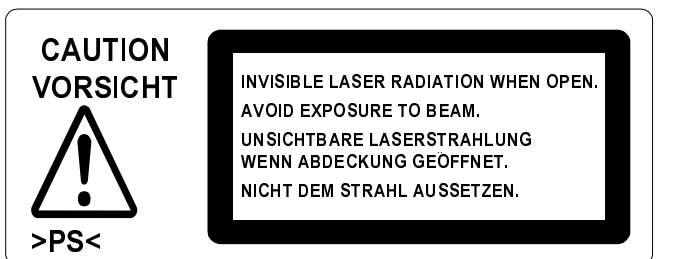 CAUTION
VORSICHT
>PS<
INVISIBLE LASER RADIATION WHEN OPEN.
AVOID EXPOSURE TO BEAM.
UNSICHTBARE LASERSTRAHLUNG
WENN ABDECKUNG GEÖFFNET.
NICHT DEM STRAHL AUSSETZEN.